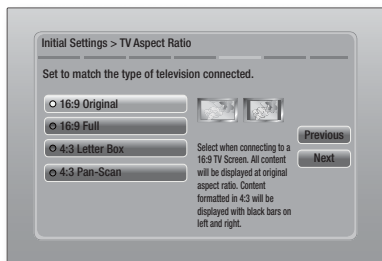 Initial Settings > TV Aspect Ratio
Set to match the type of television connected.
16:9 Original
16:9 Full
4:3 Letter Box
4:3 Pan-Scan
Select when connecting to a
16:9 TV Screen. All content
will be displayed at original
aspect ratio. Content
formatted in 4:3 will be
displayed with black bars on
left and right.
Previous
Next